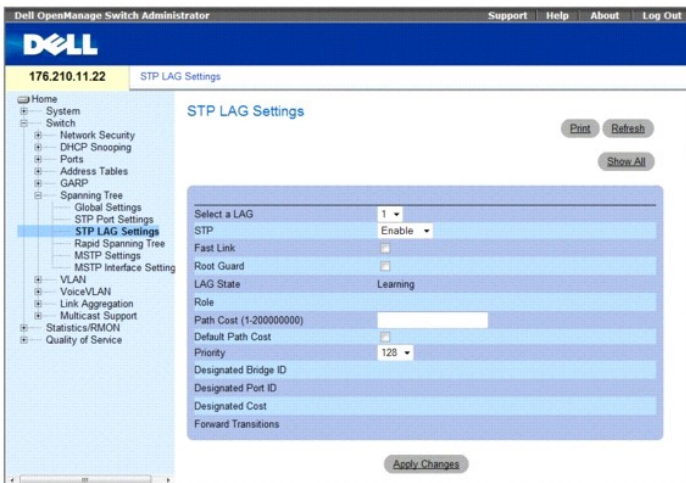 Dell OpenManage Switch Administrator
Support Help About Log Out
DELL
176.210.11.22
STP LAG Settings
Home
System
Switch
Network Security
DHCP Snooping
Ports
Address Tables
GARP
Spanning Tree
Global Settings
STP Port Settings
STP LAG Settings
Rapid Spanning Tree
MSTP Settings
MSTP Interface Setting
VLAN
VoiceVLAN
Link Aggregation
Multicast Support
Statistics/RMON
Quality of Service
STP LAG Settings
Print Refresh
Show All
Select a LAG 1
STP Enable
Fast Link
Root Guard
LAG State Learning
Role
Path Cost (1-200000000)
Default Path Cost
Priority 128
Designated Bridge ID
Designated Port ID
Designated Cost
Forward Transitions
Apply Changes